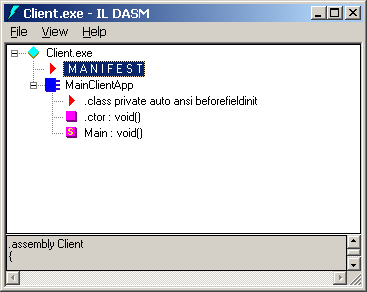 Client.exe - IL DASM
File View Help
Client.exe
M A N I F E S T
MainClientApp
.class private auto ansi beforefieldinit
.ctor : void()
S Main : void()
.assembly Client
{